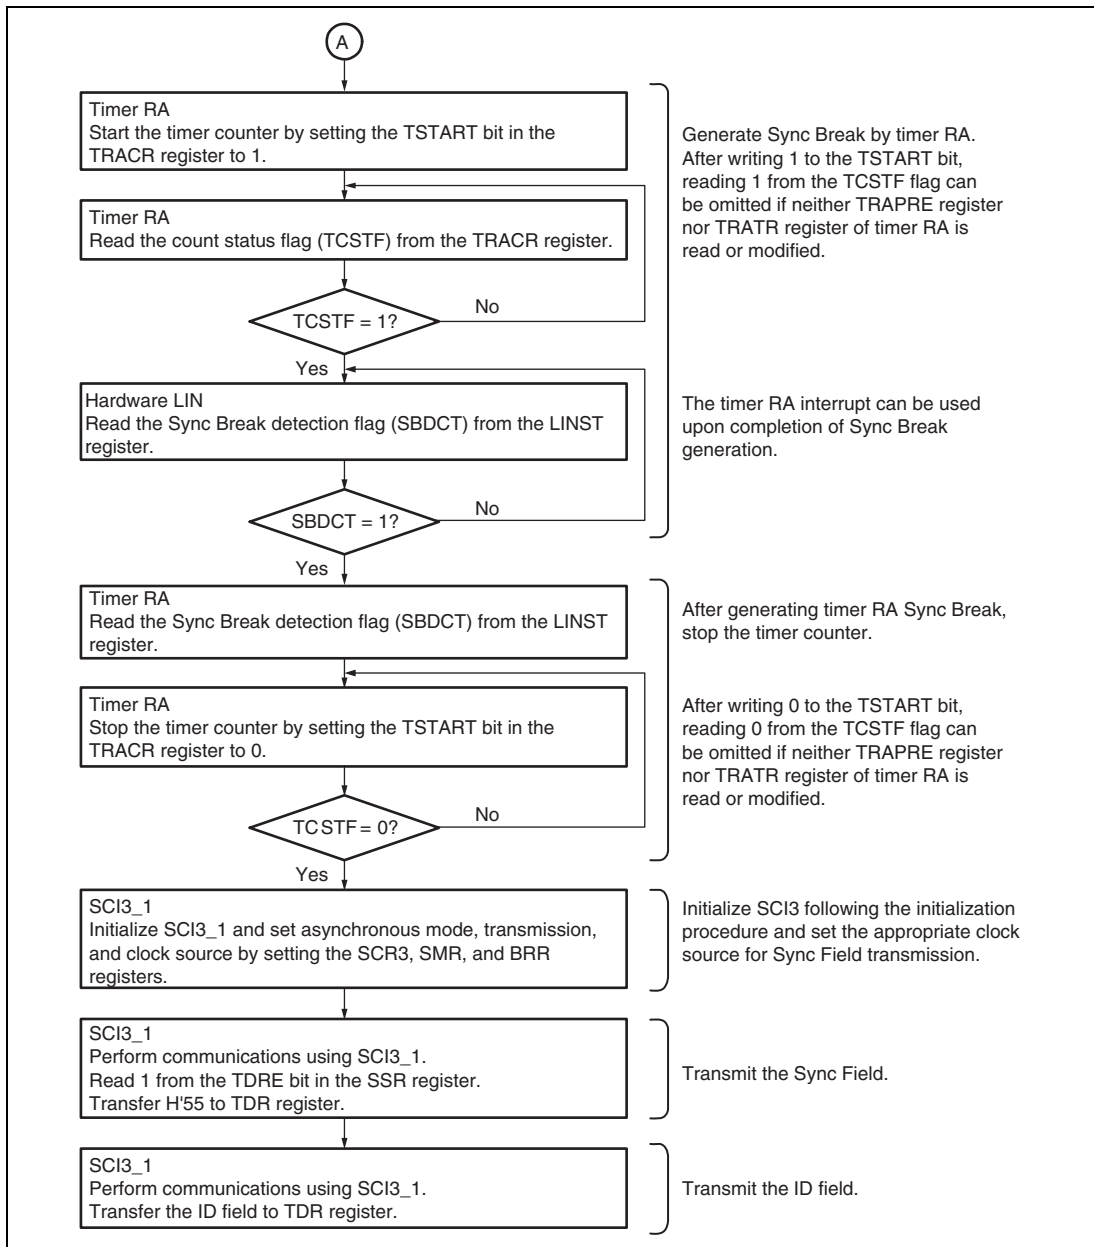 A
Timer RA
Start the timer counter by setting the TSTART bit in the
TRACR register to 1.
Generate Sync Break by timer RA.
After writing 1 to the TSTART bit,
reading 1 from the TCSTF flag can
be omitted if neither TRAPRE register
nor TRATR register of timer RA is
read or modified.
Timer RA
Read the count status flag (TCSTF) from the TRACR register.
TCSTF = 1?
No
Yes
Hardware LIN
Read the Sync Break detection flag (SBDCT) from the LINST
register.
The timer RA interrupt can be used
upon completion of Sync Break
generation.
SBDCT = 1?
No
Yes
Timer RA
Read the Sync Break detection flag (SBDCT) from the LINST
register.
After generating timer RA Sync Break,
stop the timer counter.
Timer RA
Stop the timer counter by setting the TSTART bit in the
TRACR register to 0.
After writing 0 to the TSTART bit,
reading 0 from the TCSTF flag can
be omitted if neither TRAPRE register
nor TRATR register of timer RA is
read or modified.
TCSTF = 0?
No
Yes
SCI3_1
Initialize SCI3_1 and set asynchronous mode, transmission,
and clock source by setting the SCR3, SMR, and BRR
registers.
Initialize SCI3 following the initialization
procedure and set the appropriate clock
source for Sync Field transmission.
SCI3_1
Perform communications using SCI3_1.
Read 1 from the TDRE bit in the SSR register.
Transfer H'55 to TDR register.
Transmit the Sync Field.
SCI3_1
Perform communications using SCI3_1.
Transfer the ID field to TDR register.
Transmit the ID field.